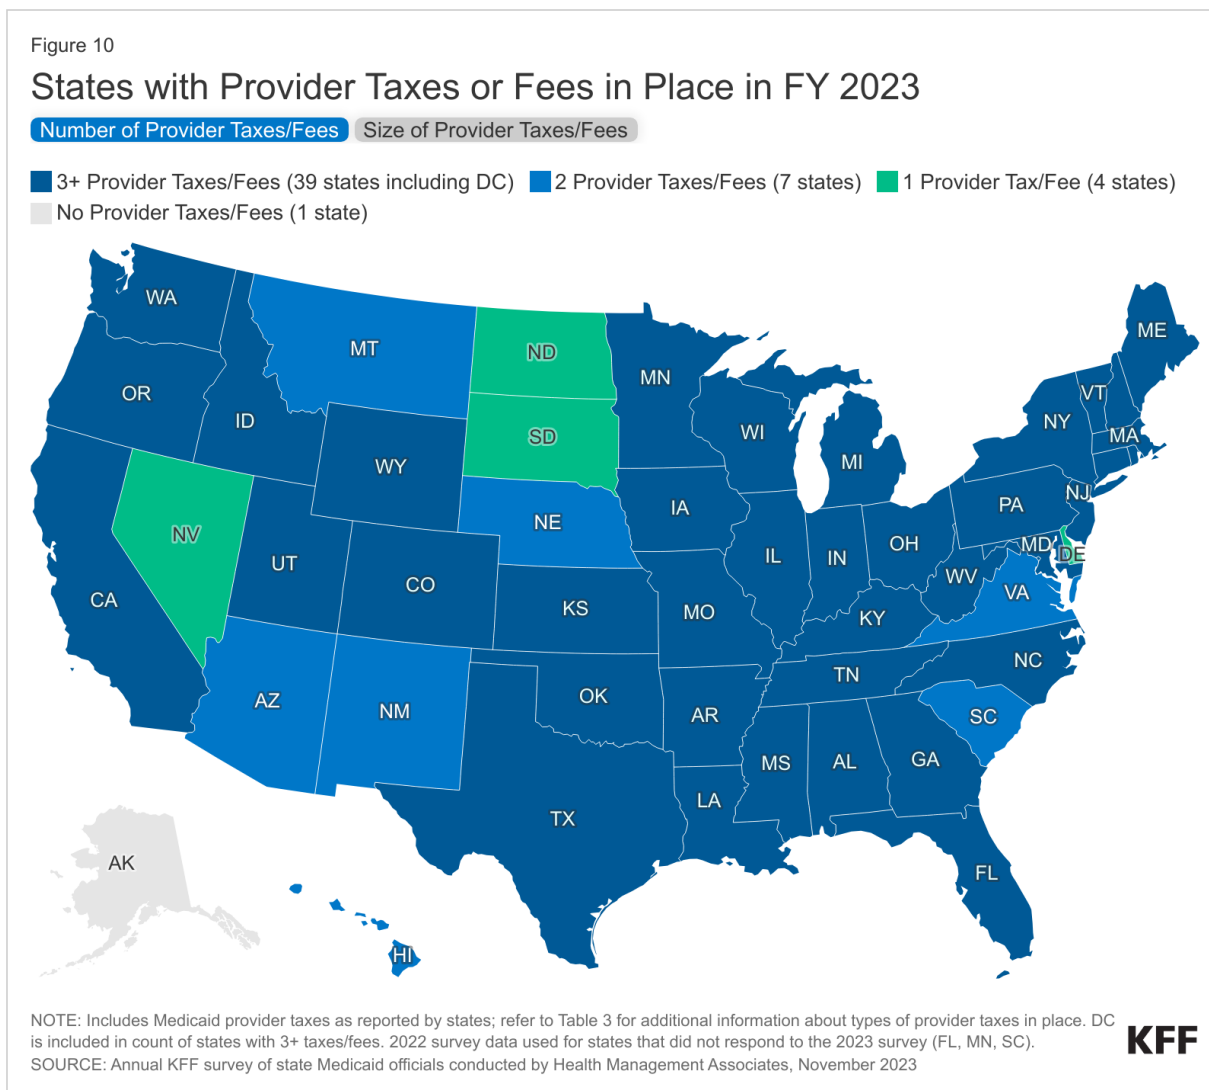 Figure 10
States with Provider Taxes or Fees in Place in FY 2023
Number of Provider Taxes/Fees
Size of Provider Taxes/Fees
3+ Provider Taxes/Fees (39 states including DC)
2 Provider Taxes/Fees (7 states)
1 Provider Tax/Fee (4 states)
No Provider Taxes/Fees (1 state)
WA
MT
ND
MN
ME
OR
ID
SD
WI
MI
NY
VT
MA
WY
NE
IA
PA
NJ
NV
UT
CO
KS
MO
IL
IN
OH
WV
MD
DE
VA
CA
KY
NC
AZ
NM
OK
AR
TN
SC
MS
AL
GA
TX
LA
FL
AK
HI
NOTE: Includes Medicaid provider taxes as reported by states; refer to Table 3 for additional information about types of provider taxes in place. DC
is included in count of states with 3+ taxes/fees. 2022 survey data used for states that did not respond to the 2023 survey (FL, MN, SC).
SOURCE: Annual KFF survey of state Medicaid officials conducted by Health Management Associates, November 2023
KFF